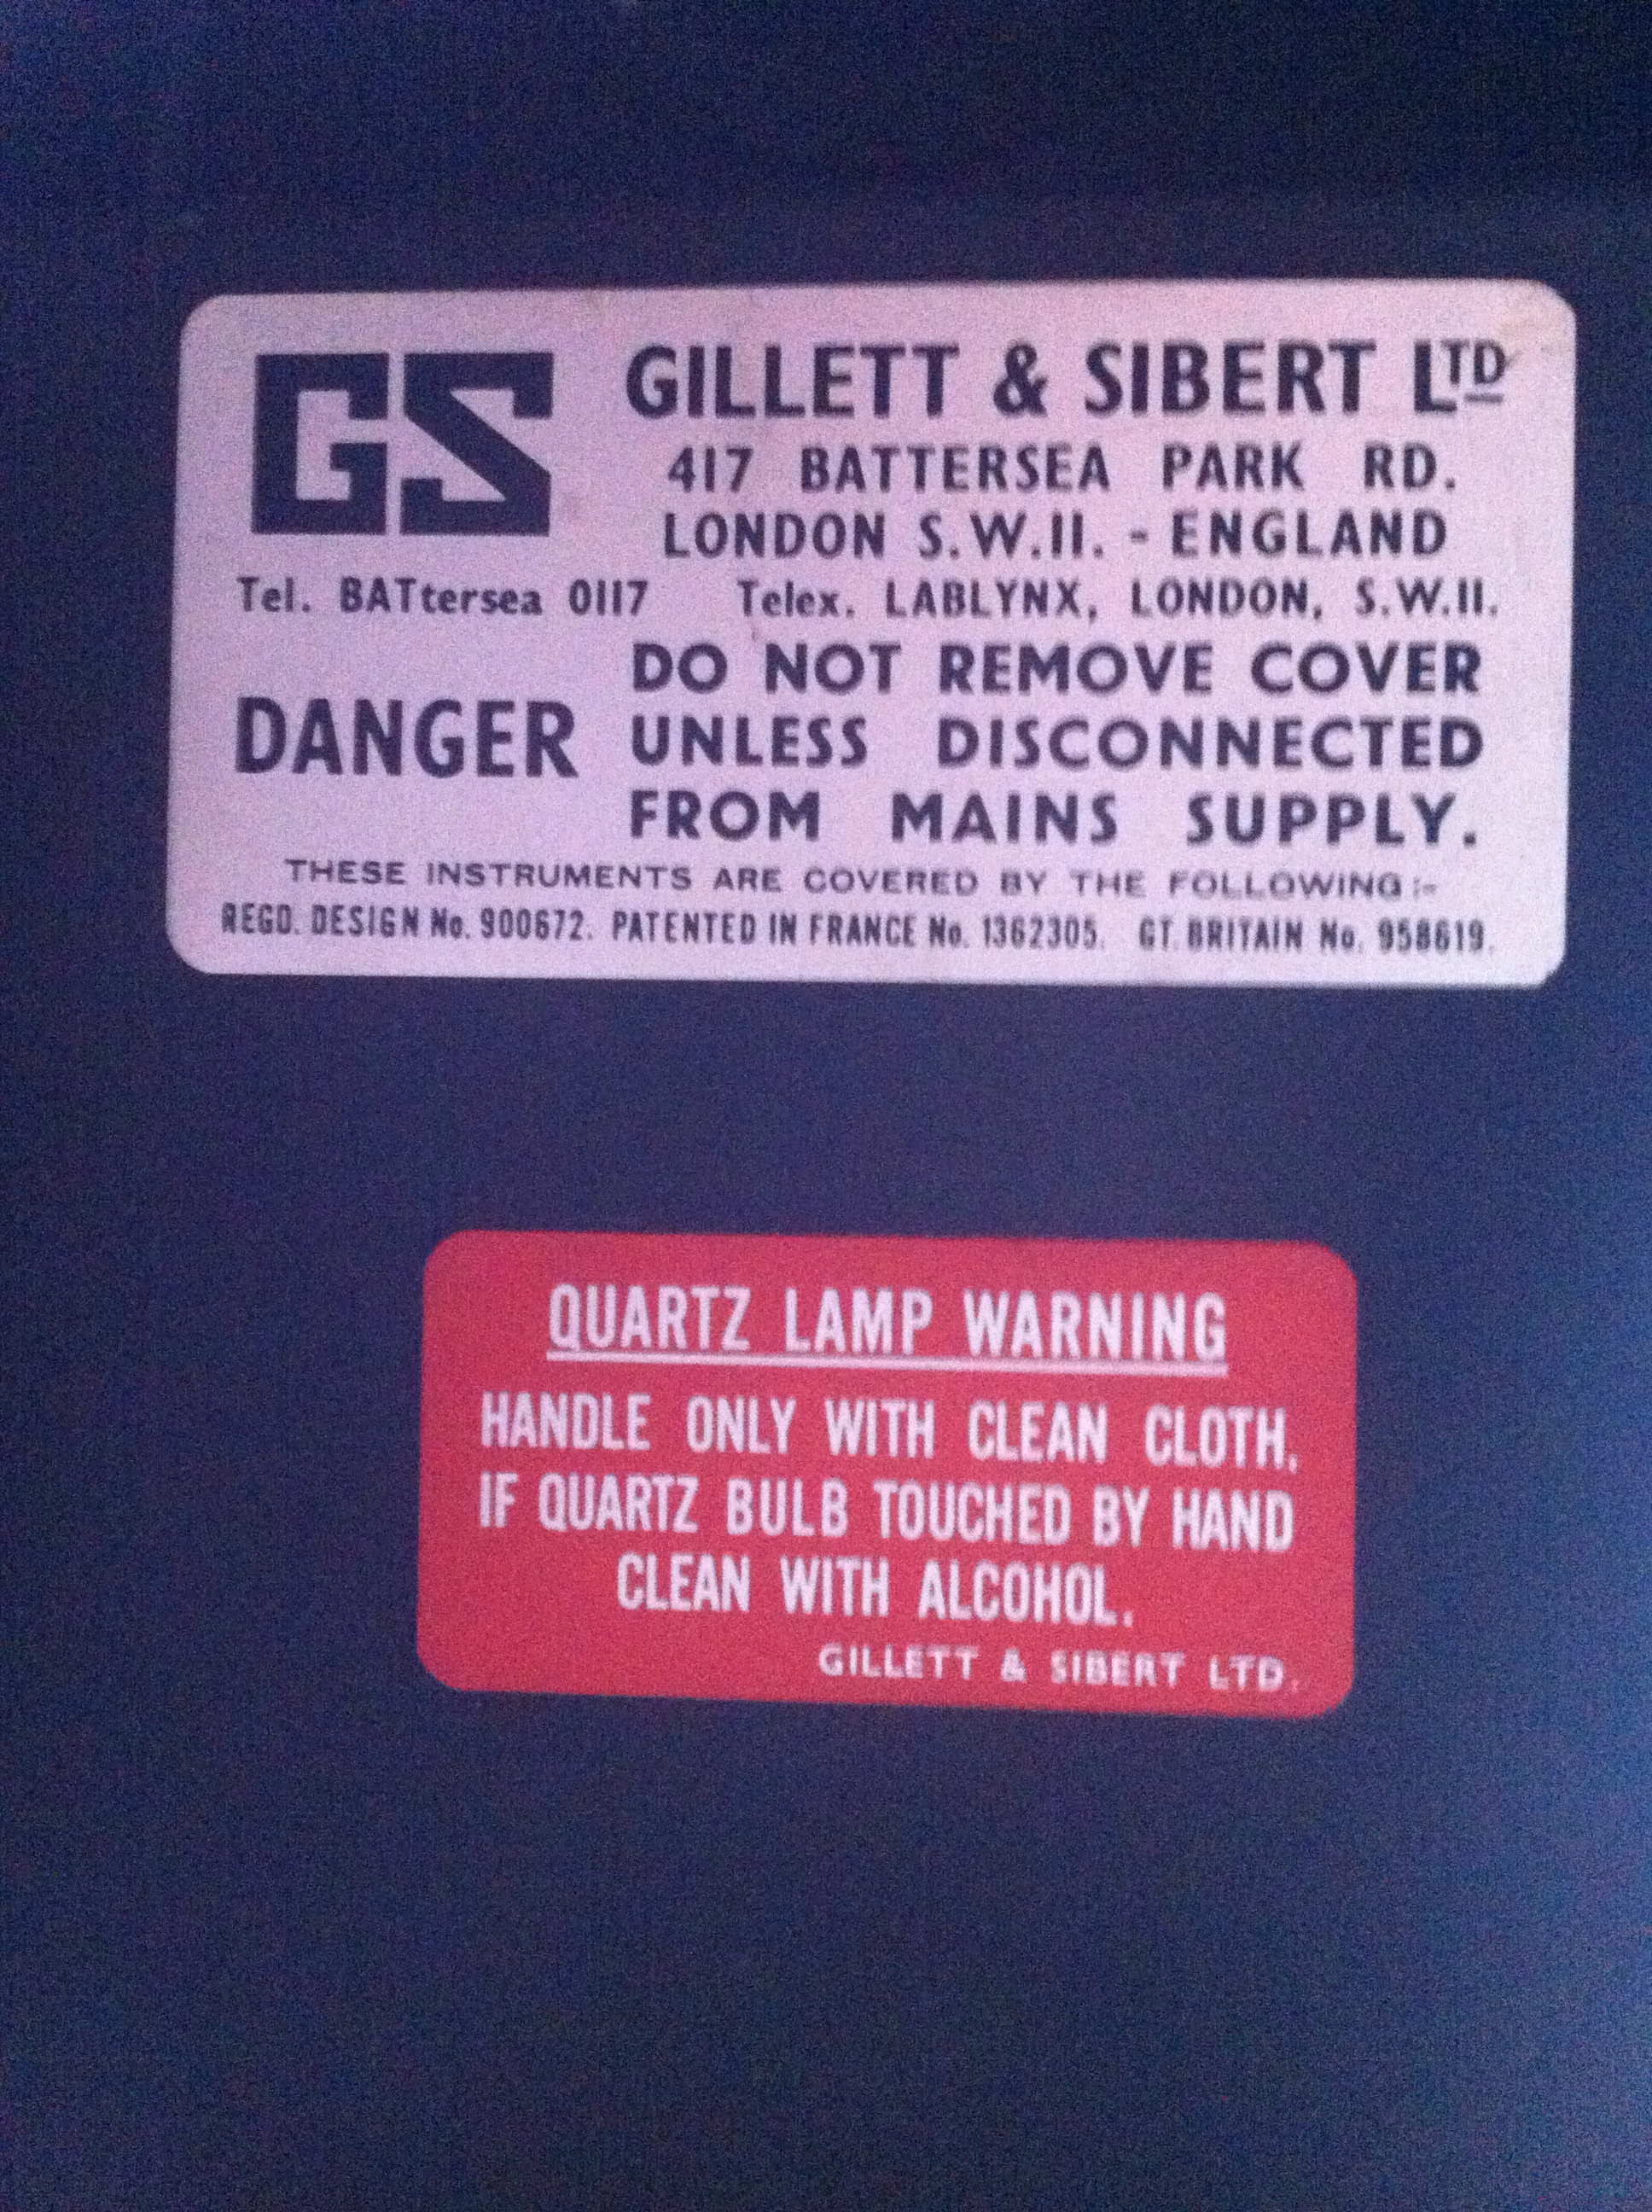 GS GILLETT & SIBERT LTD
417 BATTERSEA PARK RD.
LONDON S.W.11. - ENGLAND
Tel. BATtersea 0117 Telex. LABLYNX, LONDON, S.W.11.
DANGER
DO NOT REMOVE COVER
UNLESS DISCONNECTED
FROM MAINS SUPPLY.
THESE INSTRUMENTS ARE COVERED BY THE FOLLOWING:-
REGD. DESIGN No. 900672. PATENTED IN FRANCE No. 1362305. GT. BRITAIN No. 958619.
QUARTZ LAMP WARNING
HANDLE ONLY WITH CLEAN CLOTH.
IF QUARTZ BULB TOUCHED BY HAND
CLEAN WITH ALCOHOL.
GILLETT & SIBERT LTD.